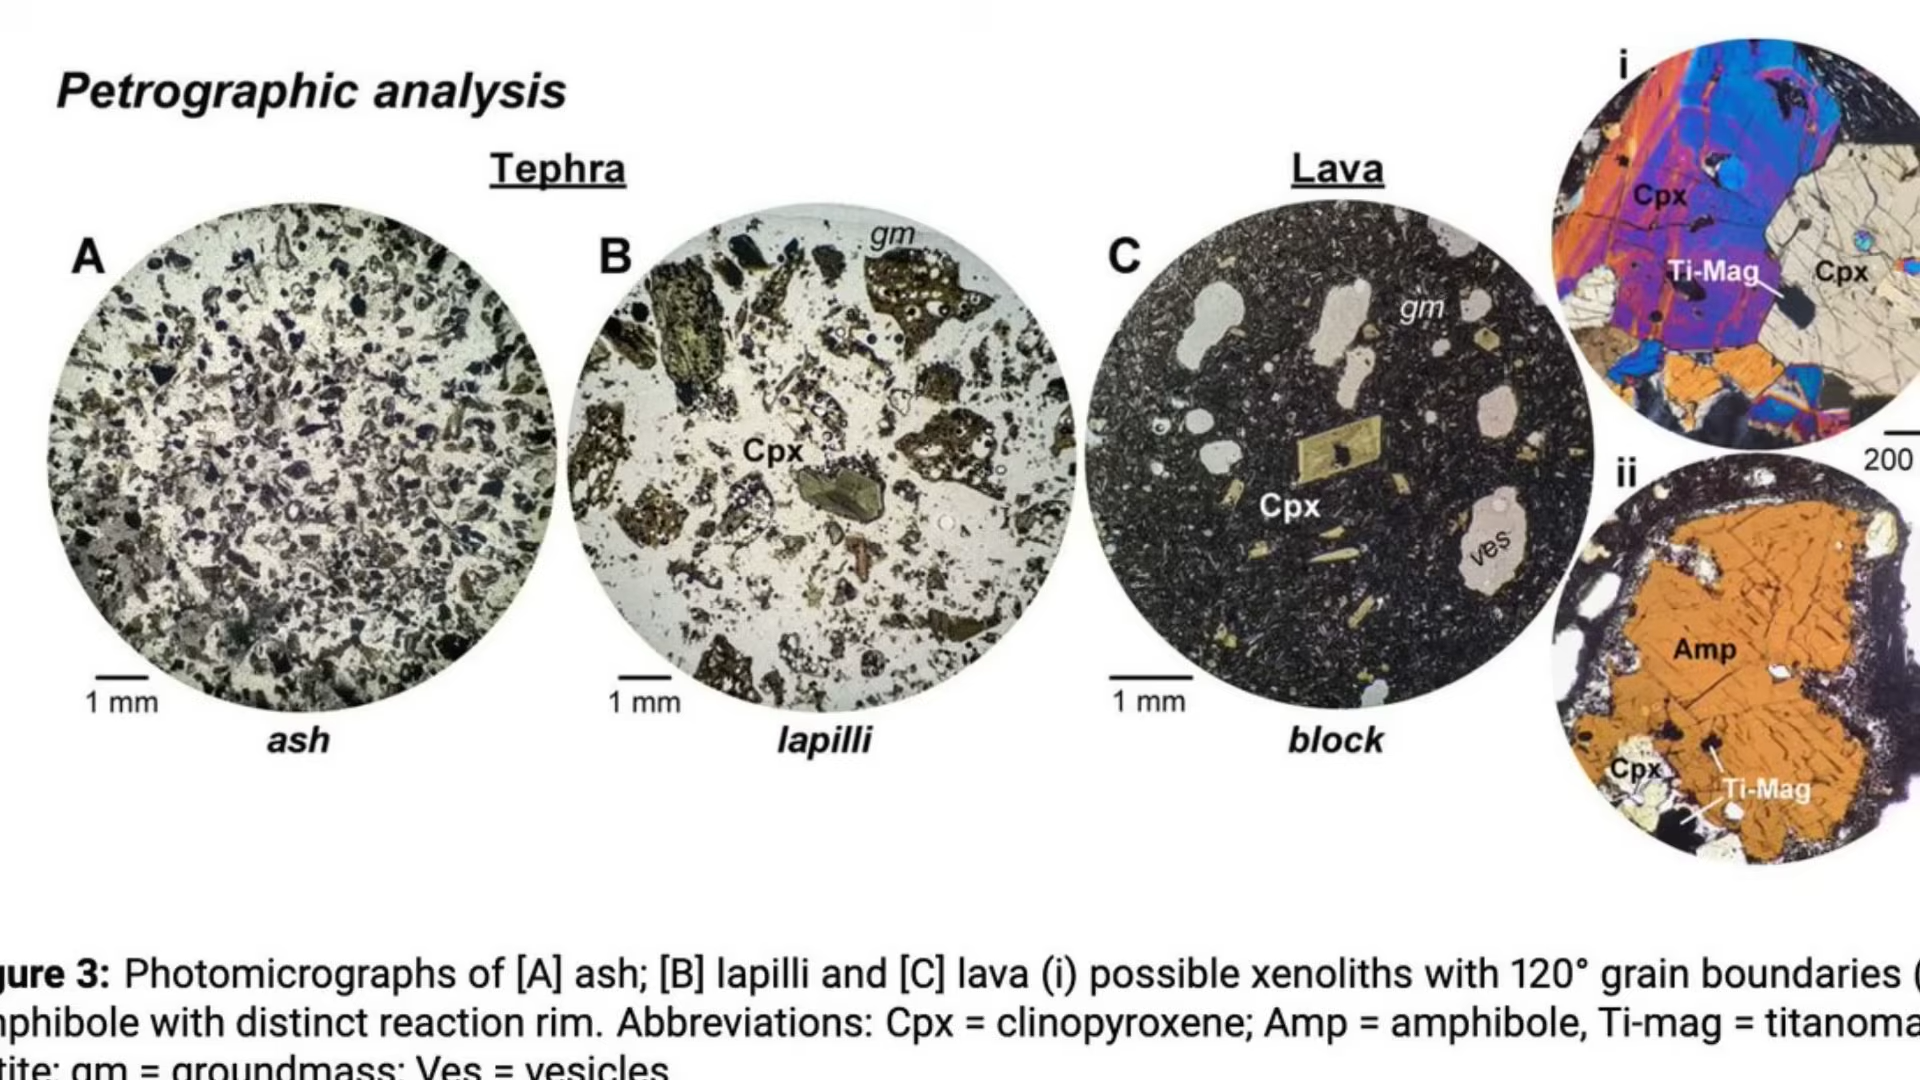 Petrographic analysis
Tephra
Lava
A
B
C
i
ii
gm
Cpx
gm
Cpx
ves
Cpx
Ti-Mag
Cpx
200
Amp
Cpx
Ti-Mag
1 mm
1 mm
1 mm
ash
lapilli
block
gure 3: Photomicrographs of [A] ash; [B] lapilli and [C] lava (i) possible xenoliths with 120° grain boundaries (
nphibole with distinct reaction rim. Abbreviations: Cpx = clinopyroxene; Amp = amphibole, Ti-mag = titanoma
tite; gm = groundmass; Ves = vesicles